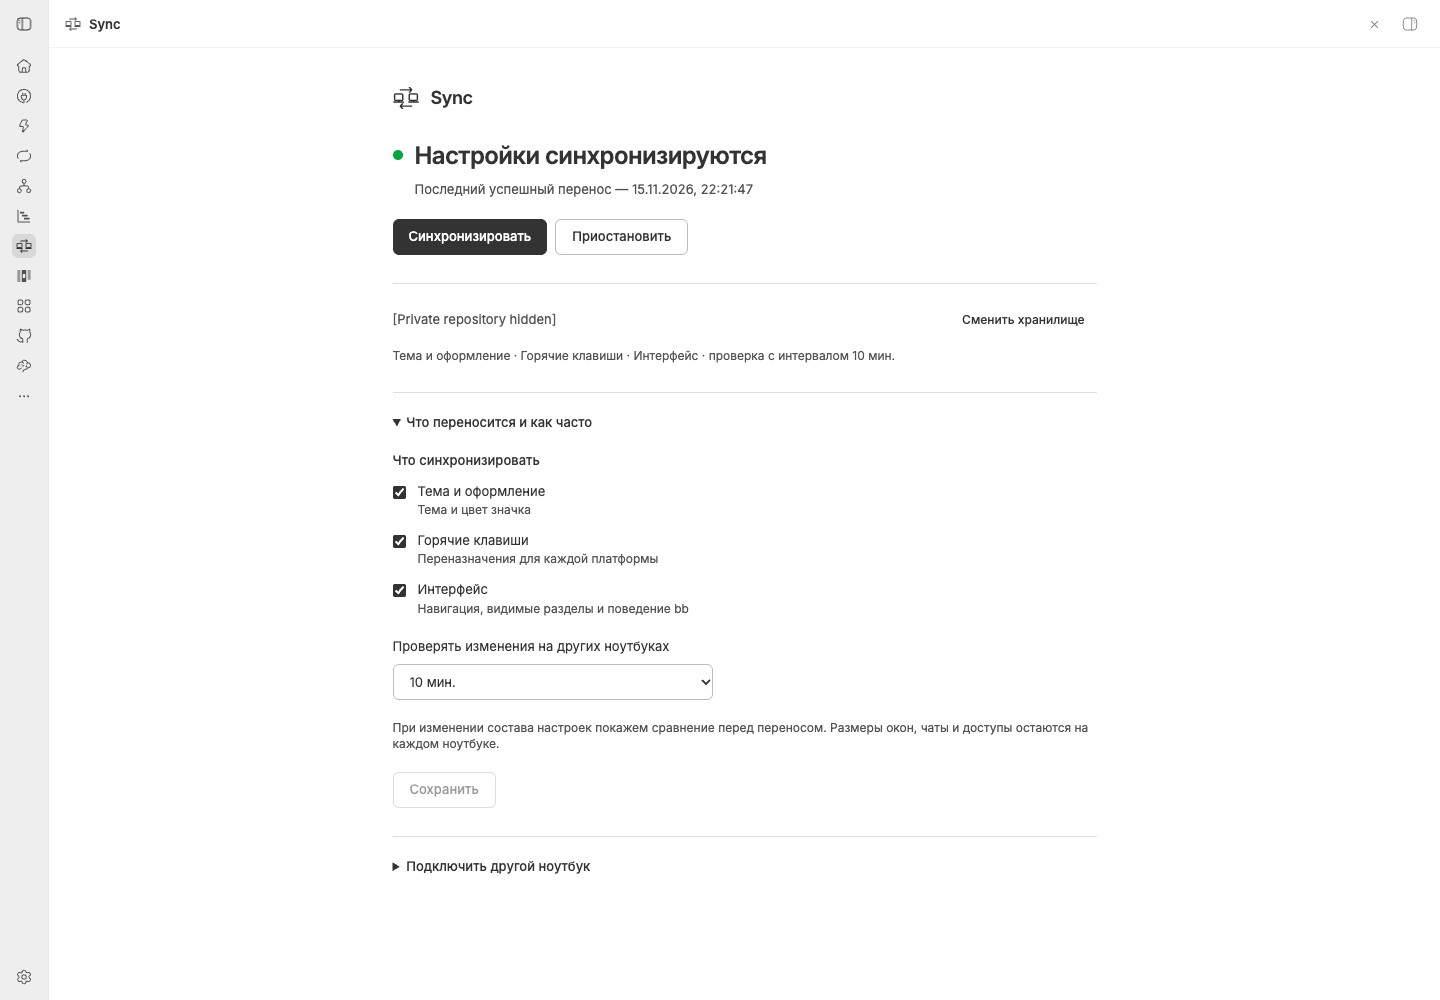 Sync
Sync
Настройки синхронизируются
Последний успешный перенос — 15.11.2026, 22:21:47
Синхронизировать
Приостановить
[Private repository hidden]
Сменить хранилище
Тема и оформление · Горячие клавиши · Интерфейс · проверка с интервалом 10 мин.
Что переносится и как часто
Что синхронизировать
Тема и оформление
Тема и цвет значка
Горячие клавиши
Переназначения для каждой платформы
Интерфейс
Навигация, видимые разделы и поведение bb
Проверять изменения на других ноутбуках
10 мин.
При изменении состава настроек покажем сравнение перед переносом. Размеры окон, чаты и доступы остаются на
каждом ноутбуке.
Сохранить
Подключить другой ноутбук